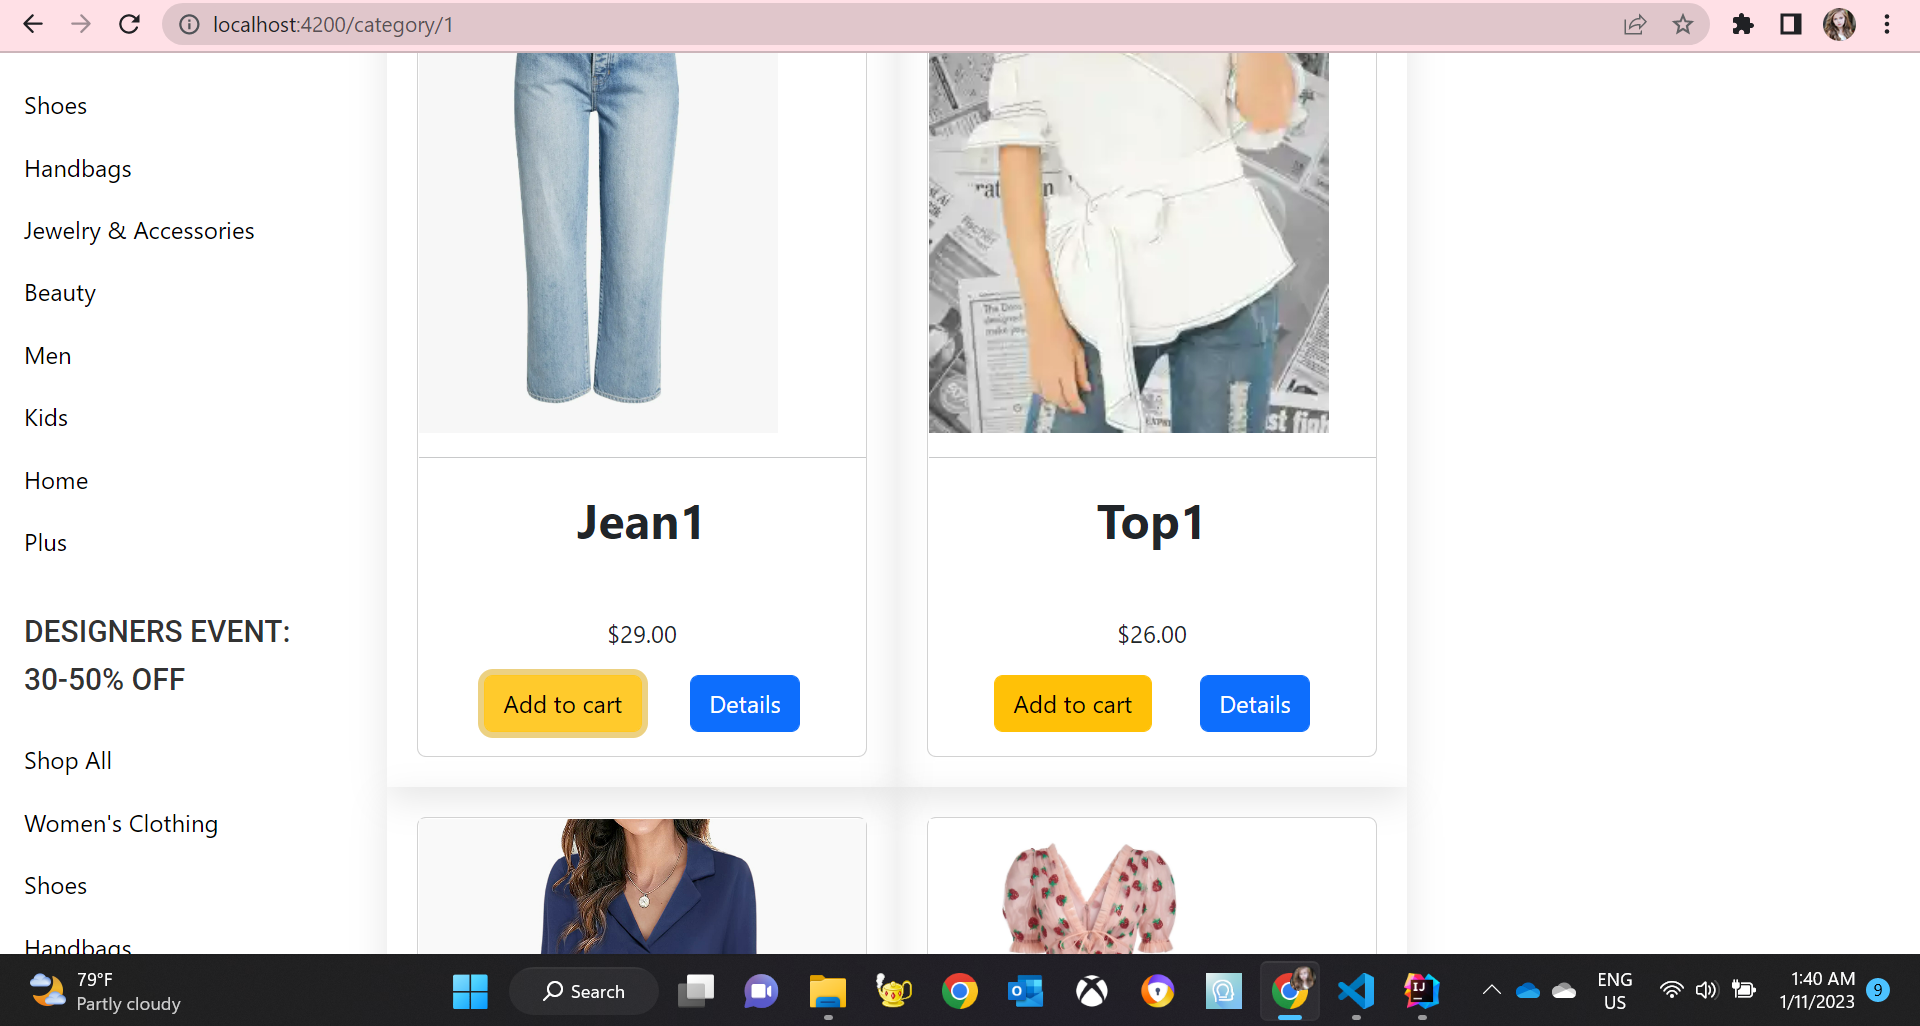 localhost:4200/category/1
Shoes
Handbags
Jewelry & Accessories
Beauty
Men
Kids
Home
Plus
DESIGNERS EVENT:
30-50% OFF
Shop All
Women's Clothing
Shoes
Handbags
Jean1
$29.00
Add to cart
Details
Top1
$26.00
Add to cart
Details
79°F
Partly cloudy
Search
ENG
US
1:40 AM
1/11/2023
9